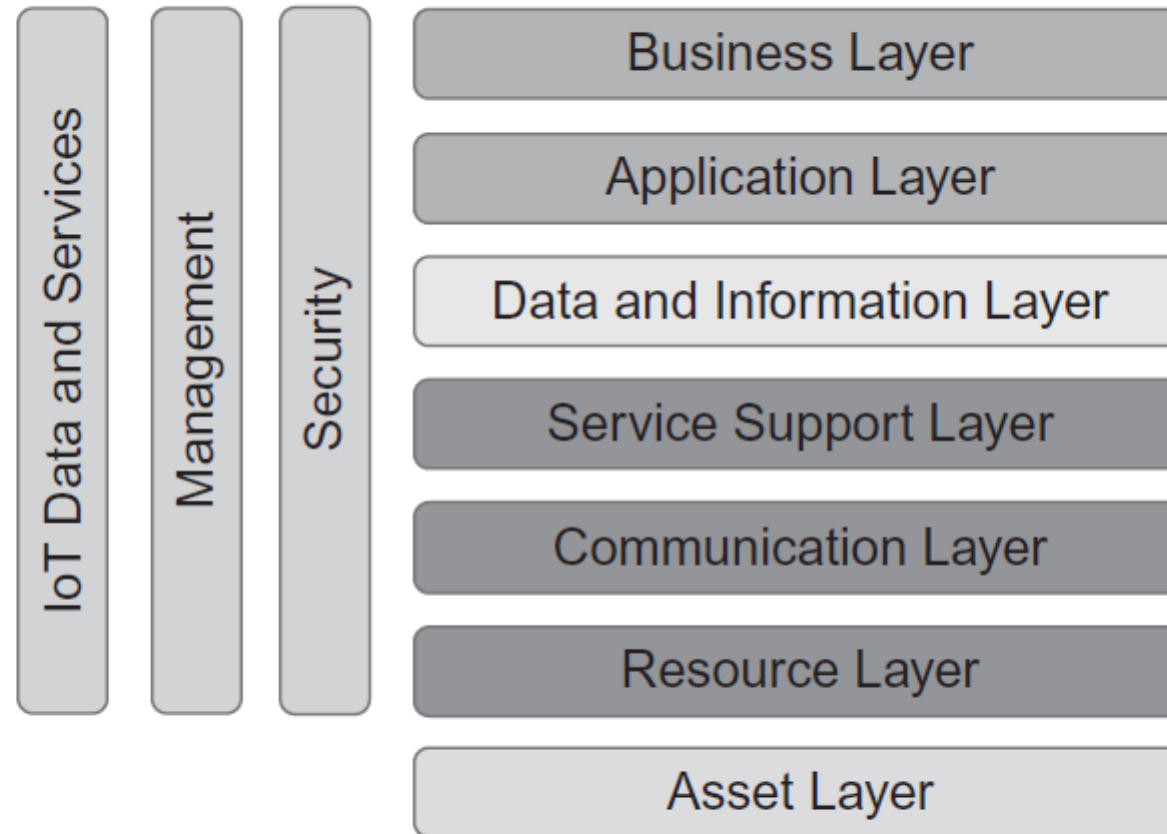 IoT Data and Services
Management
Security
Business Layer
Application Layer
Data and Information Layer
Service Support Layer
Communication Layer
Resource Layer
Asset Layer